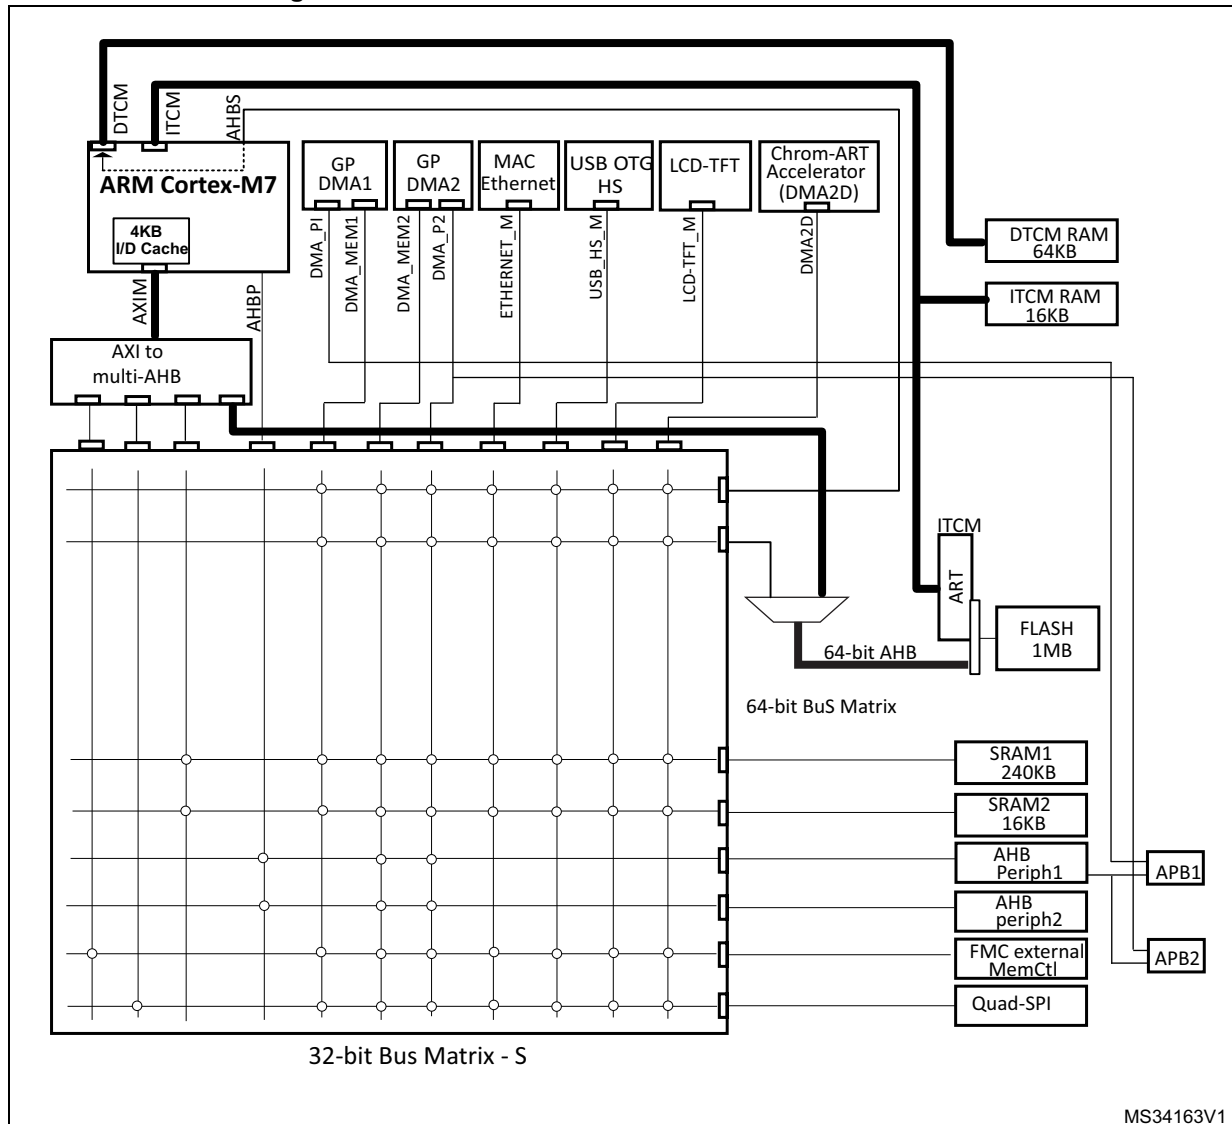 DTCM
ITCM
AHBS
ARM Cortex-M7
4KB
I/D Cache
AXIM
AHBP
GP
DMA1
GP
DMA2
MAC
Ethernet
USB OTG
HS
LCD-TFT
Chrom-ART
Accelerator
(DMA2D)
DMA_PI
DMA_MEM1
DMA_MEM2
DMA_P2
ETHERNET_M
USB_HS_M
LCD-TFT_M
DMA2D
DTCM RAM
64KB
ITCM RAM
16KB
AXI to
multi-AHB
ITCM
ART
FLASH
1MB
64-bit AHB
64-bit BuS Matrix
SRAM1
240KB
SRAM2
16KB
AHB
Periph1
APB1
AHB
periph2
FMC external
MemCtl
APB2
Quad-SPI
32-bit Bus Matrix - S
MS34163V1